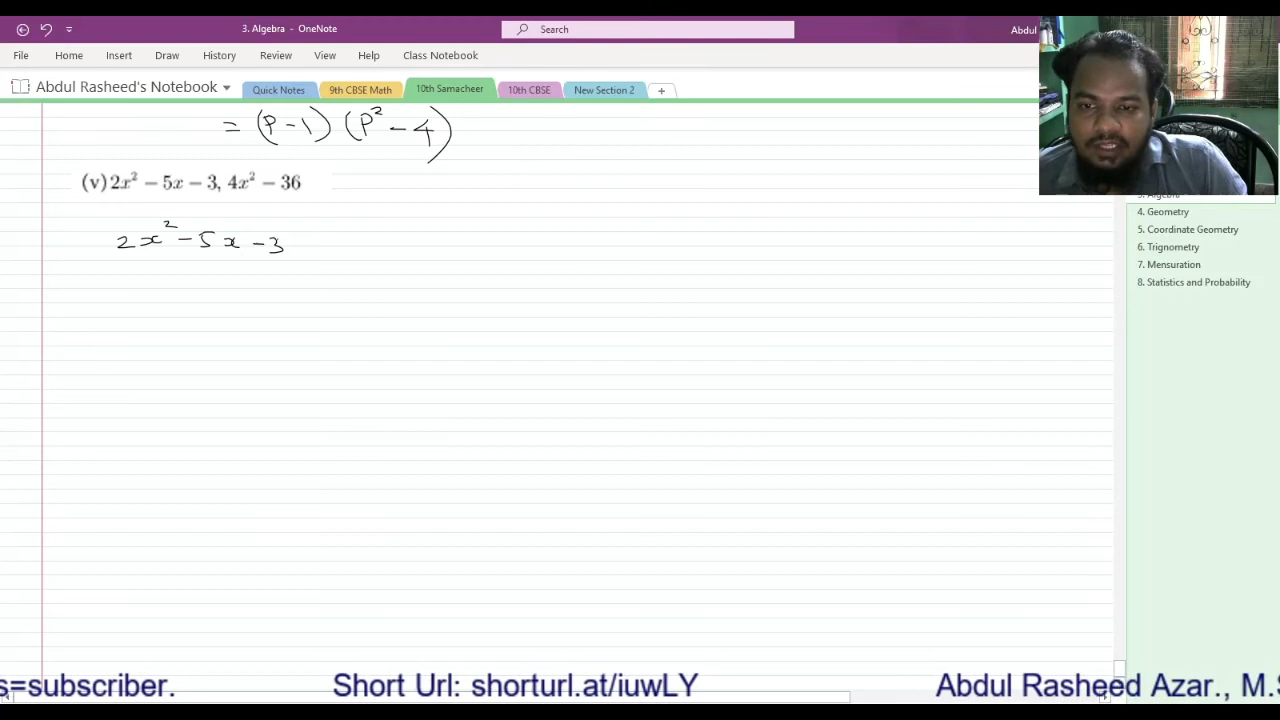 3. Algebra - OneNote
Search
Abdul
File Home Insert Draw History Review View Help Class Notebook
Abdul Rasheed's Notebook
Quick Notes
9th CBSE Math
10th Samacheer
10th CBSE
New Section 2
= (P-1) (P² - 4)
(v) 2x² − 5x − 3, 4x² − 36
2x² - 5x - 3
3. Algebra
4. Geometry
5. Coordinate Geometry
6. Trignometry
7. Mensuration
8. Statistics and Probability
s=subscriber. Short Url: shorturl.at/iuwLY Abdul Rasheed Azar., M.S